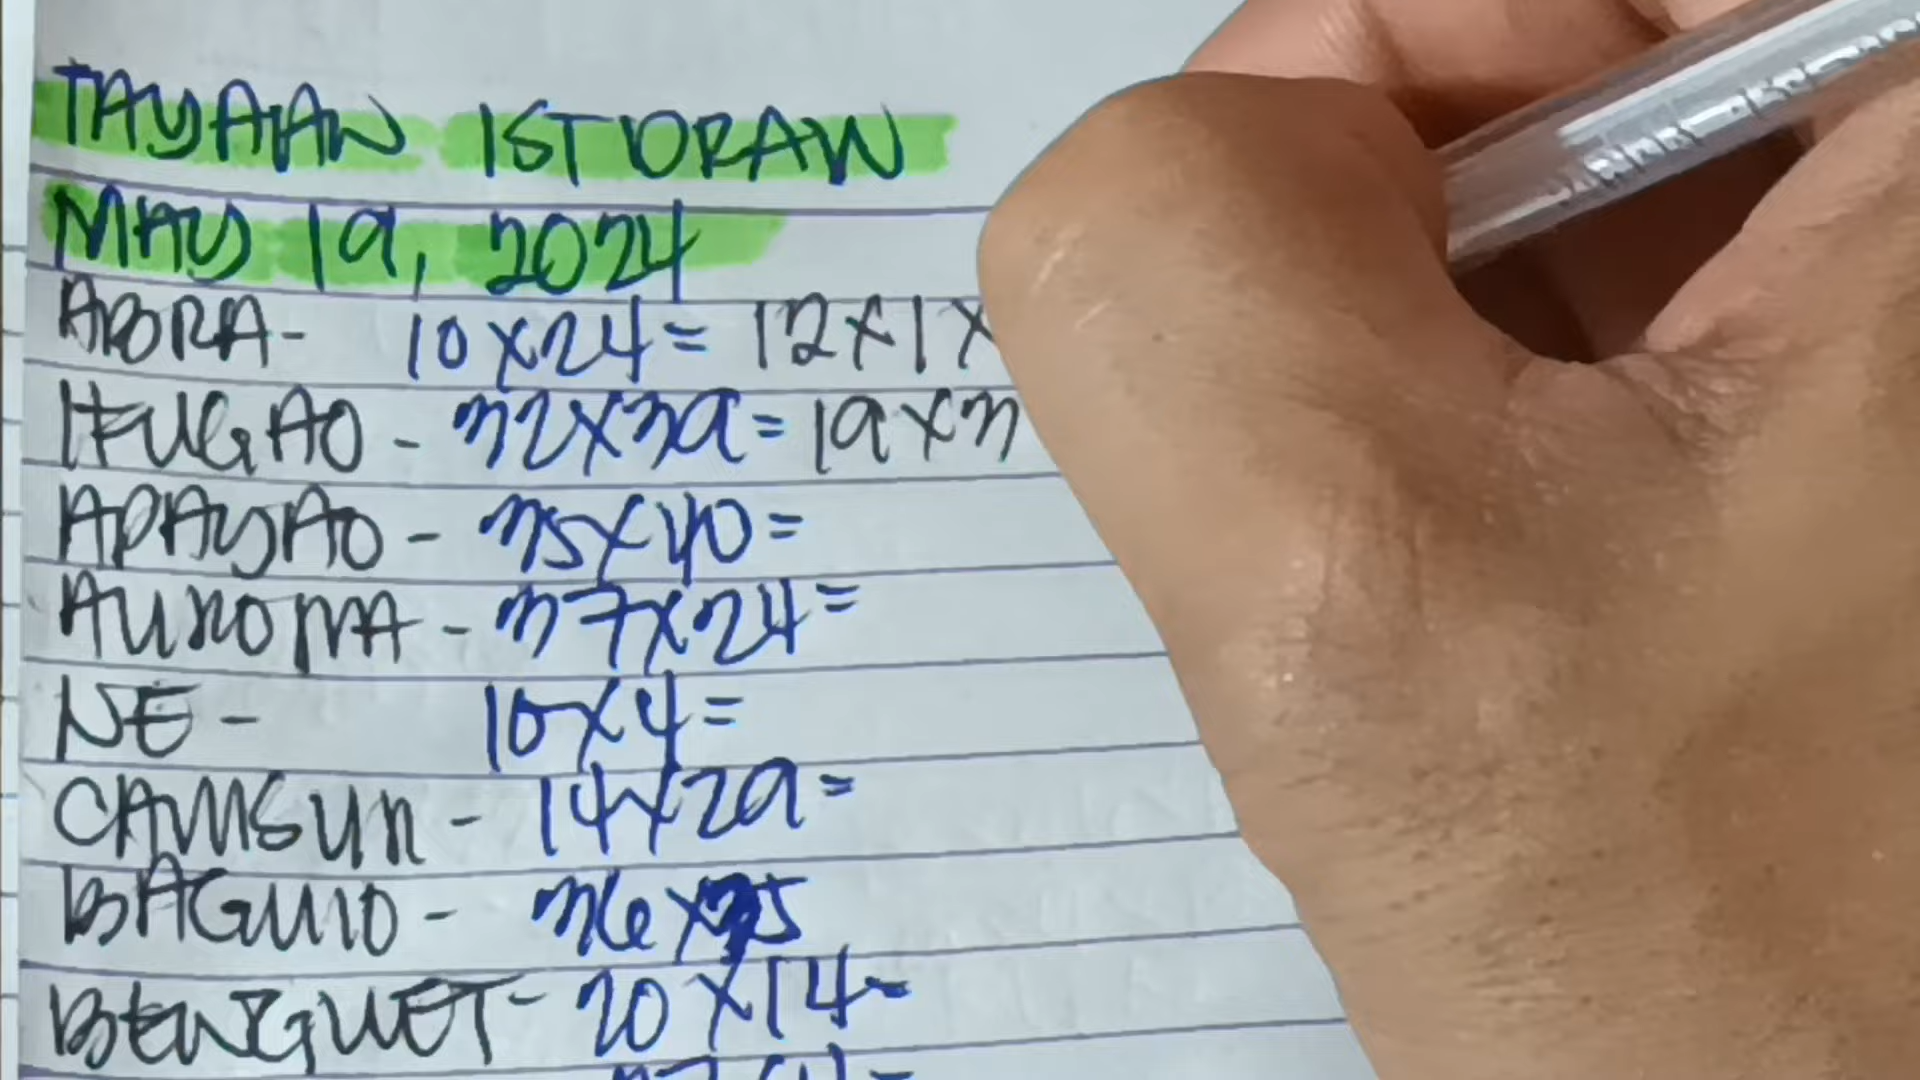 TAYAAN 1ST DRAW
MAY 19, 2024
ABRA- 10x24= 12x1x
IFUGAO - 32x39= 19x3
APAYAO - 35x40=
AURORA - 37x24=
NE - 10x4=
CAMSUR - 14x29=
BAGUIO - 36x35
BENGUET- 20x14-